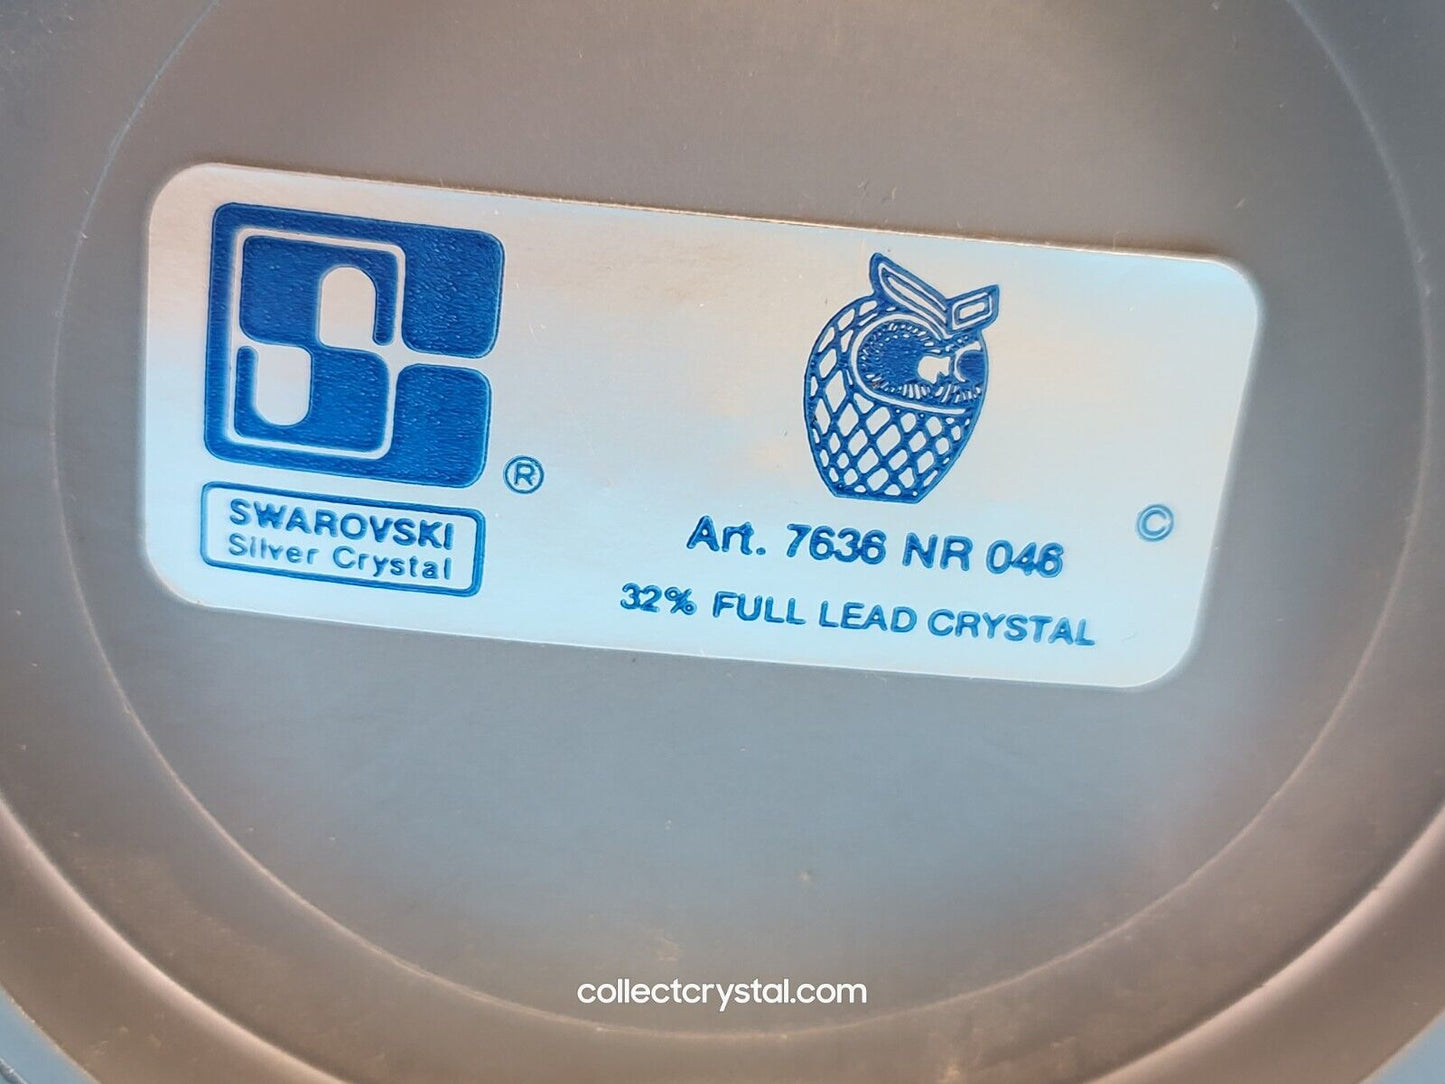 ®
SWAROVSKI
Silver Crystal
Art. 7636 NR 046
©
32% FULL LEAD CRYSTAL
collectcrystal.com